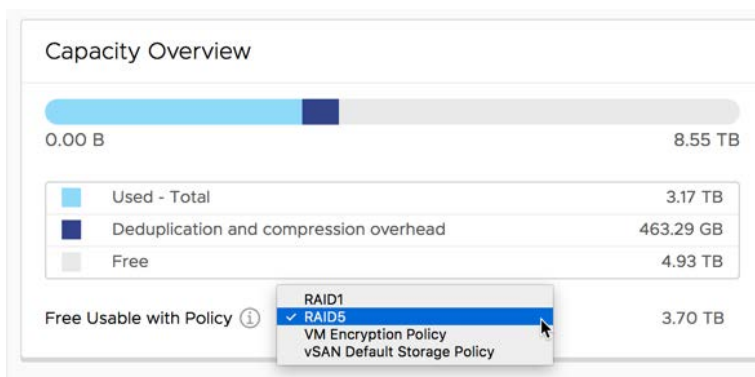 Capacity Overview
0.00 B 8.55 TB
Used - Total 3.17 TB
Deduplication and compression overhead 463.29 GB
Free 4.93 TB
RAID1
Free Usable with Policy ✓ RAID5 3.70 TB
VM Encryption Policy
vSAN Default Storage Policy